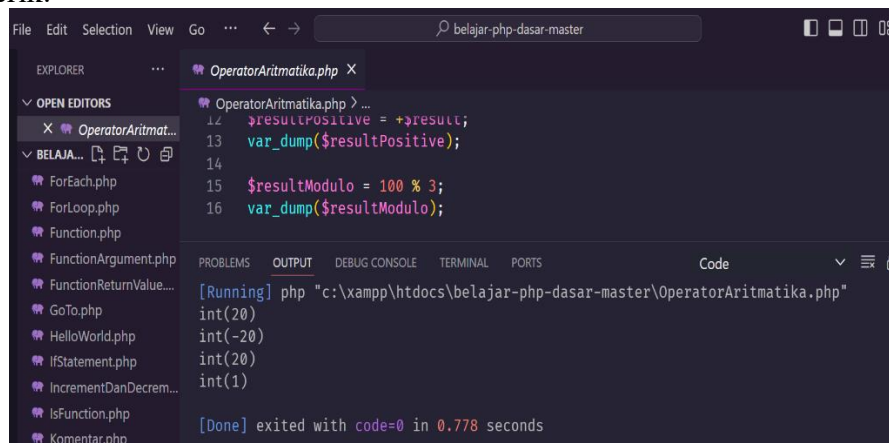 File Edit Selection View Go ... ← → belajar-php-dasar-master
EXPLORER ...
OPEN EDITORS
X OperatorAritmat...
BELAJA...
ForEach.php
ForLoop.php
Function.php
FunctionArgument.php
FunctionReturnValue....
GoTo.php
HelloWorld.php
IfStatement.php
IncrementDanDecrem...
IsFunction.php
Komentar.php
OperatorAritmatika.php X
OperatorAritmatika.php > ...
12 $resultPositive = +$result;
13 var_dump($resultPositive);
14
15 $resultModulo = 100 % 3;
16 var_dump($resultModulo);
PROBLEMS OUTPUT DEBUG CONSOLE TERMINAL PORTS Code
[Running] php "c:\xampp\htdocs\belajar-php-dasar-master\OperatorAritmatika.php"
int(20)
int(-20)
int(20)
int(1)
[Done] exited with code=0 in 0.778 seconds